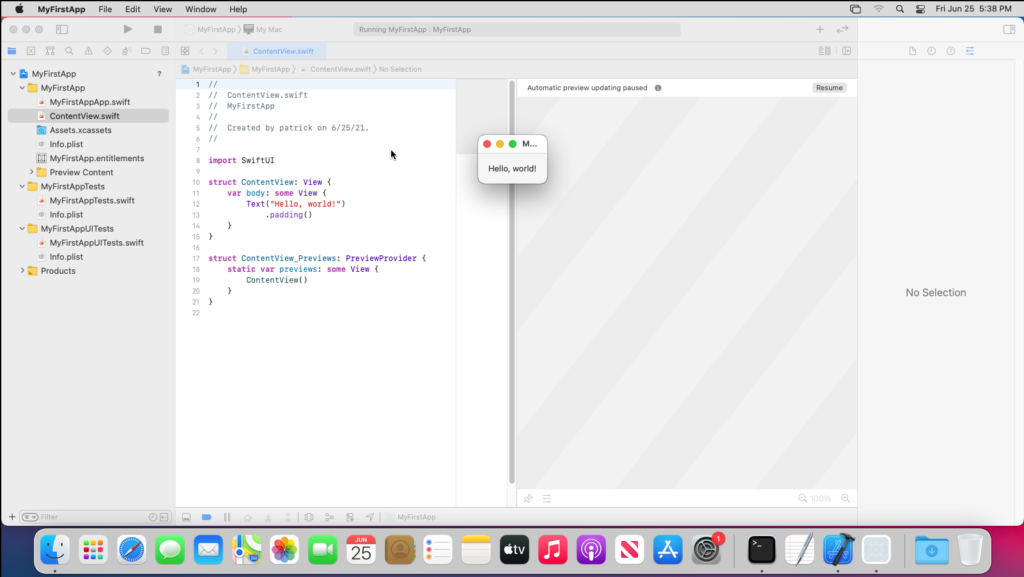 MyFirstApp File Edit View Window Help Fri Jun 25 5:38 PM
MyFirstApp My Mac Running MyFirstApp : MyFirstApp
ContentView.swift
MyFirstApp MyFirstApp ContentView.swift No Selection
MyFirstApp ?
MyFirstApp
MyFirstAppApp.swift
ContentView.swift
Assets.xcassets
Info.plist
MyFirstApp.entitlements
Preview Content
MyFirstAppTests
MyFirstAppTests.swift
Info.plist
MyFirstAppUITests
MyFirstAppUITests.swift
Info.plist
Products
Filter
1 //
2 // ContentView.swift
3 // MyFirstApp
4 //
5 // Created by patrick on 6/25/21.
6 //
7
8 import SwiftUI
9
10 struct ContentView: View {
11 var body: some View {
12 Text("Hello, world!")
13 .padding()
14 }
15 }
16
17 struct ContentView_Previews: PreviewProvider {
18 static var previews: some View {
19 ContentView()
20 }
21 }
22
Automatic preview updating paused Resume
M...
Hello, world!
100%
No Selection
MyFirstApp
JUN
25
tv
1